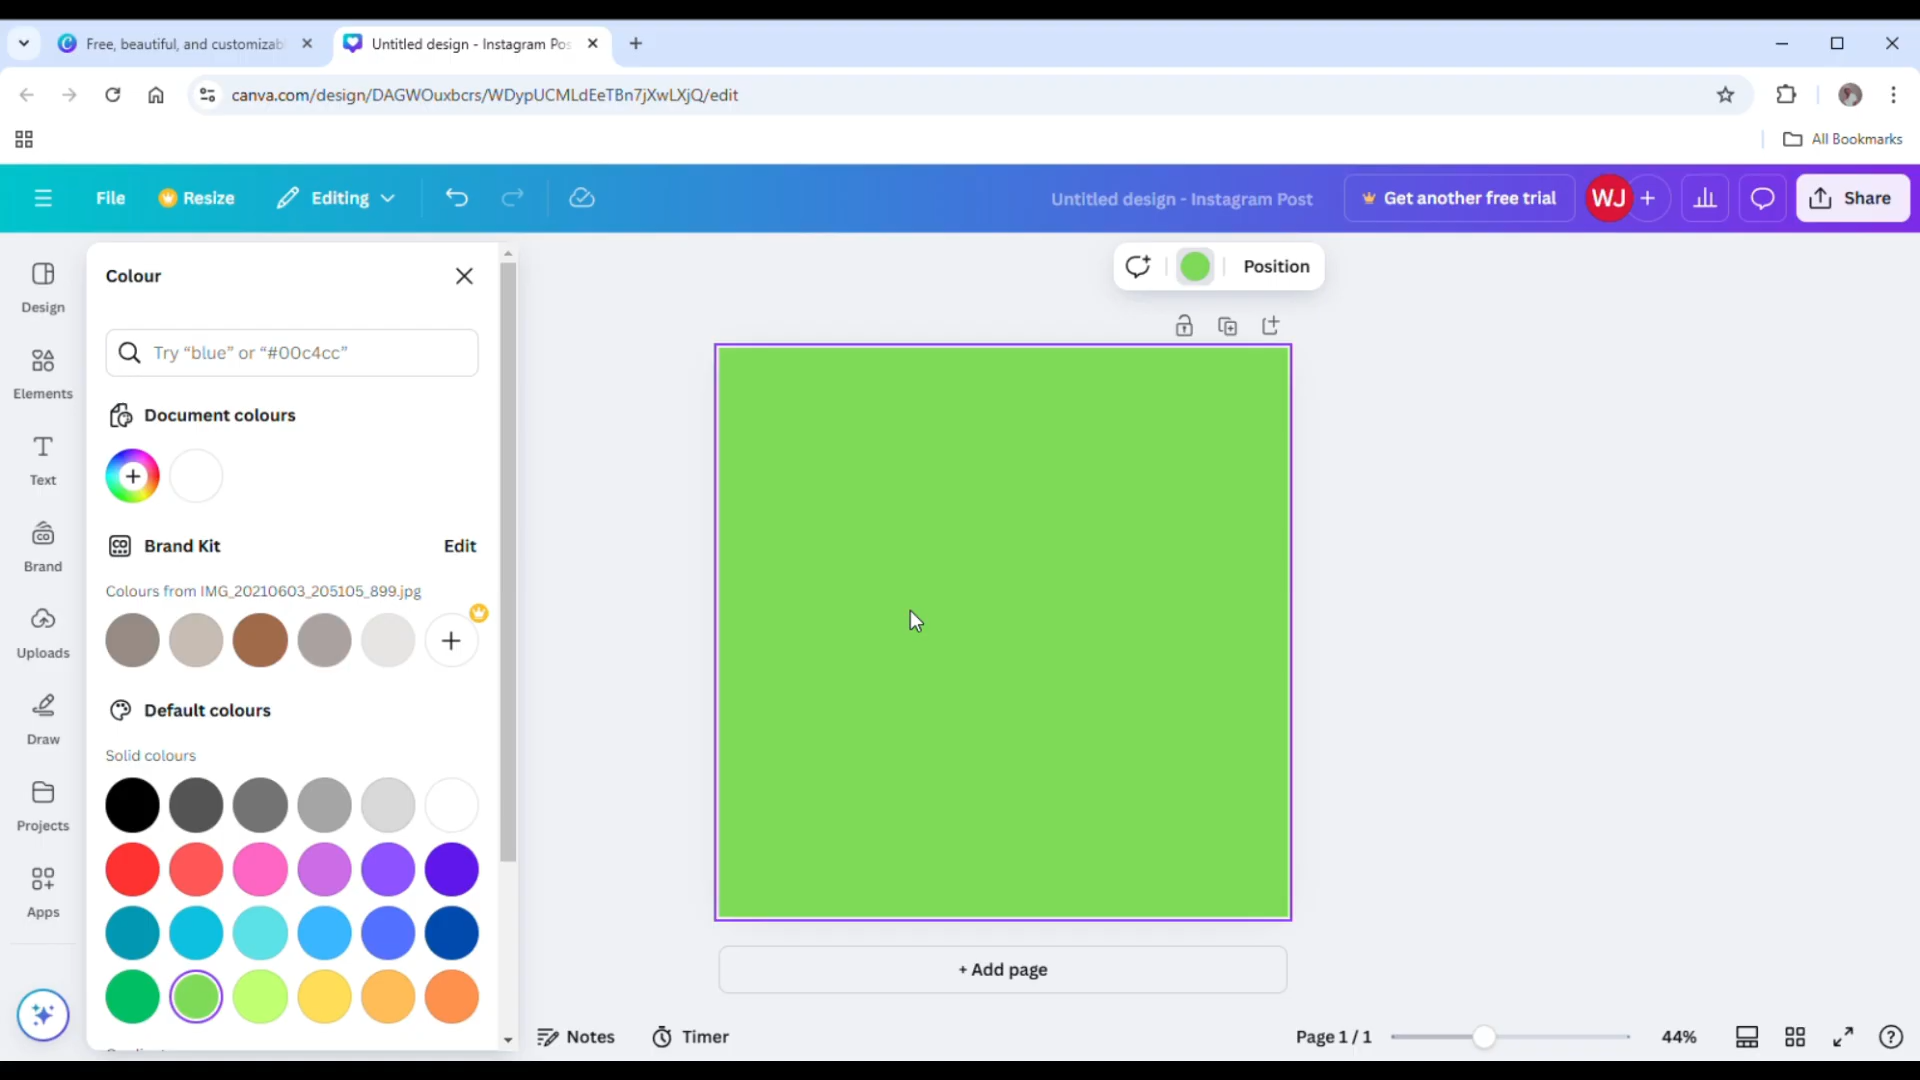 Free, beautiful, and customizab
Untitled design - Instagram Pos
canva.com/design/DAGWOuxbcrs/WDypUCMLdEeTBn7jXwLXjQ/edit
All Bookmarks
File
Resize
Editing
Untitled design - Instagram Post
Get another free trial
WJ
Share
Design
Elements
Text
Brand
Uploads
Draw
Projects
Apps
Colour
Try “blue” or “#00c4cc”
Document colours
Brand Kit
Edit
Colours from IMG_20210603_205105_899.jpg
Default colours
Solid colours
Position
+ Add page
Notes
Timer
Page 1 / 1
44%